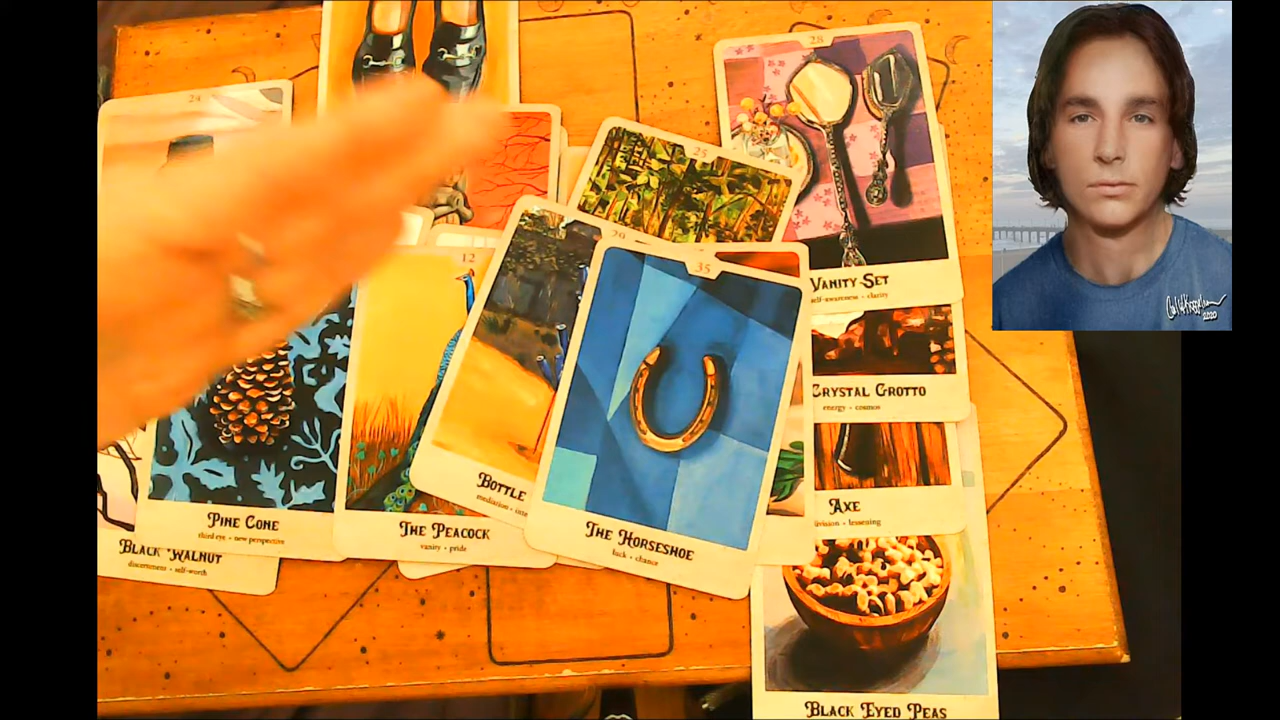 24
28
25
29
12
35
VANITY SET
self-awareness - clarity
CRYSTAL GROTTO
energy - cosmos
AXE
division - lessening
BLACK EYED PEAS
BOTTLE
mediation
THE HORSESHOE
luck - chance
THE PEACOCK
vanity - pride
PINE CONE
third eye - new perspective
BLACK WALNUT
discernment - self-worth
2020